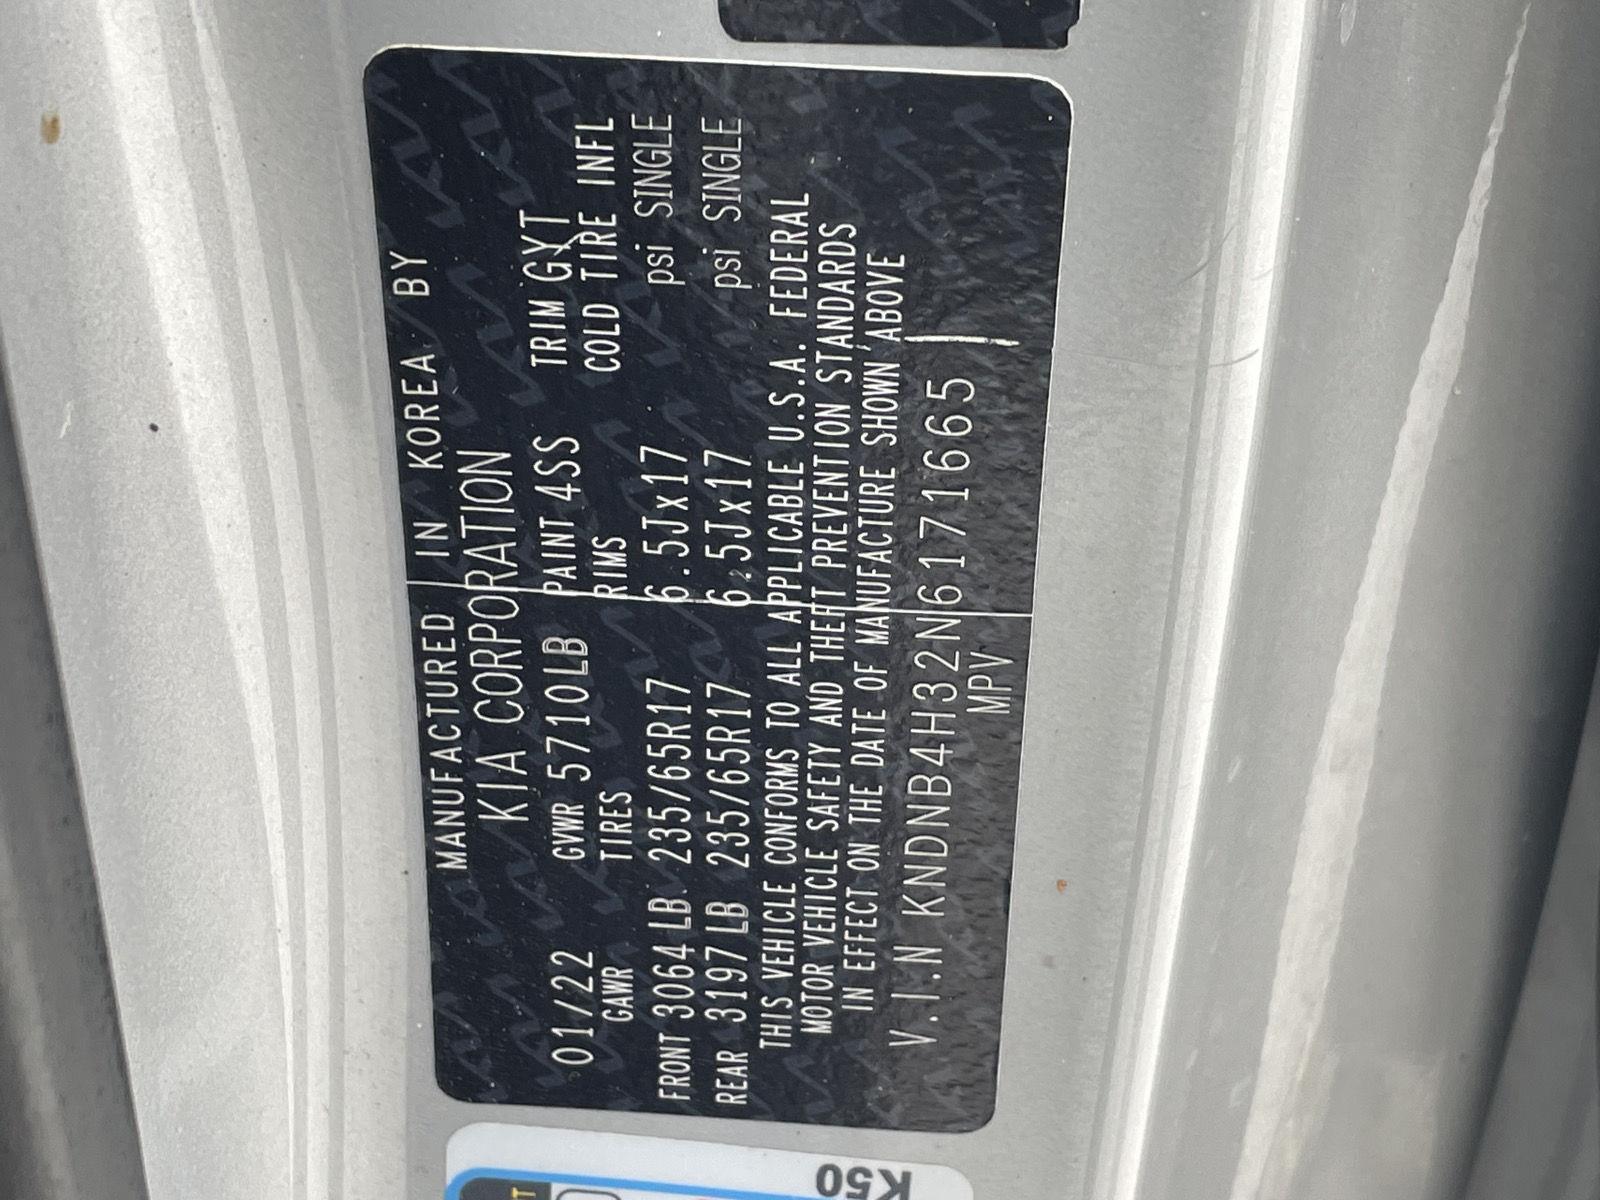 MANUFACTURED IN KOREA BY
KIA CORPORATION
01/22 GVWR 5710LB PAINT 4SS TRIM GYT
GAWR TIRES RIMS COLD TIRE INFL
FRONT 3064 LB 235/65R17 6.5Jx17 psi SINGLE
REAR 3197 LB 235/65R17 6.5Jx17 psi SINGLE
THIS VEHICLE CONFORMS TO ALL APPLICABLE U.S.A. FEDERAL
MOTOR VEHICLE SAFETY AND THEFT PREVENTION STANDARDS
IN EFFECT ON THE DATE OF MANUFACTURE SHOWN ABOVE
V.I.N KNDNB4H32N6171665
MPV
K50